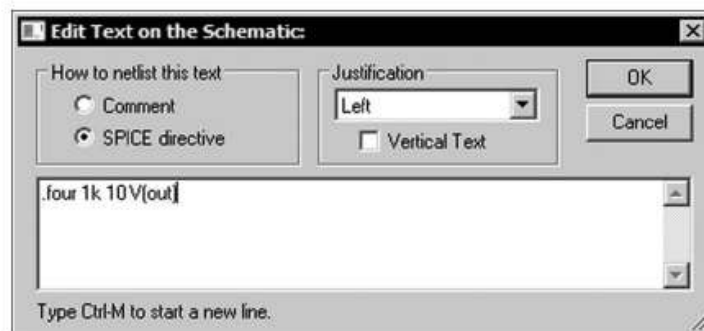 Edit Text on the Schematic:
How to netlist this text
Comment
SPICE directive
Justification
Left
Vertical Text
OK
Cancel
.four 1k 10 V(out)
Type Ctrl-M to start a new line.